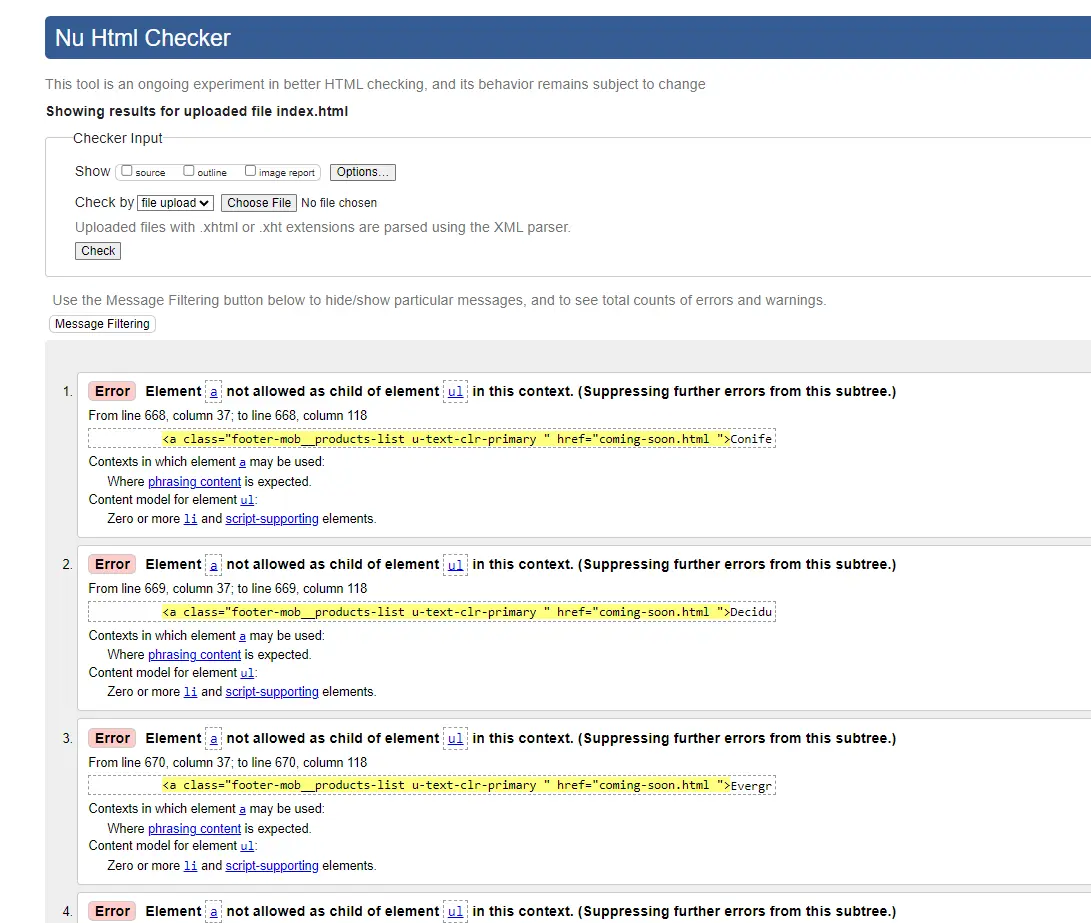 Nu Html Checker
This tool is an ongoing experiment in better HTML checking, and its behavior remains subject to change
Showing results for uploaded file index.html
Checker Input
Show source outline image report Options...
Check by file upload Choose File No file chosen
Uploaded files with .xhtml or .xht extensions are parsed using the XML parser.
Check
Use the Message Filtering button below to hide/show particular messages, and to see total counts of errors and warnings.
Message Filtering
1. Error Element a not allowed as child of element ul in this context. (Suppressing further errors from this subtree.)
From line 668, column 37; to line 668, column 118
<a class="footer-mob__products-list u-text-clr-primary " href="coming-soon.html ">Conife
Contexts in which element a may be used:
Where phrasing content is expected.
Content model for element ul:
Zero or more li and script-supporting elements.
2. Error Element a not allowed as child of element ul in this context. (Suppressing further errors from this subtree.)
From line 669, column 37; to line 669, column 118
<a class="footer-mob__products-list u-text-clr-primary " href="coming-soon.html ">Decidu
Contexts in which element a may be used:
Where phrasing content is expected.
Content model for element ul:
Zero or more li and script-supporting elements.
3. Error Element a not allowed as child of element ul in this context. (Suppressing further errors from this subtree.)
From line 670, column 37; to line 670, column 118
<a class="footer-mob__products-list u-text-clr-primary " href="coming-soon.html ">Evergr
Contexts in which element a may be used:
Where phrasing content is expected.
Content model for element ul:
Zero or more li and script-supporting elements.
4. Error Element a not allowed as child of element ul in this context. (Suppressing further errors from this subtree.)